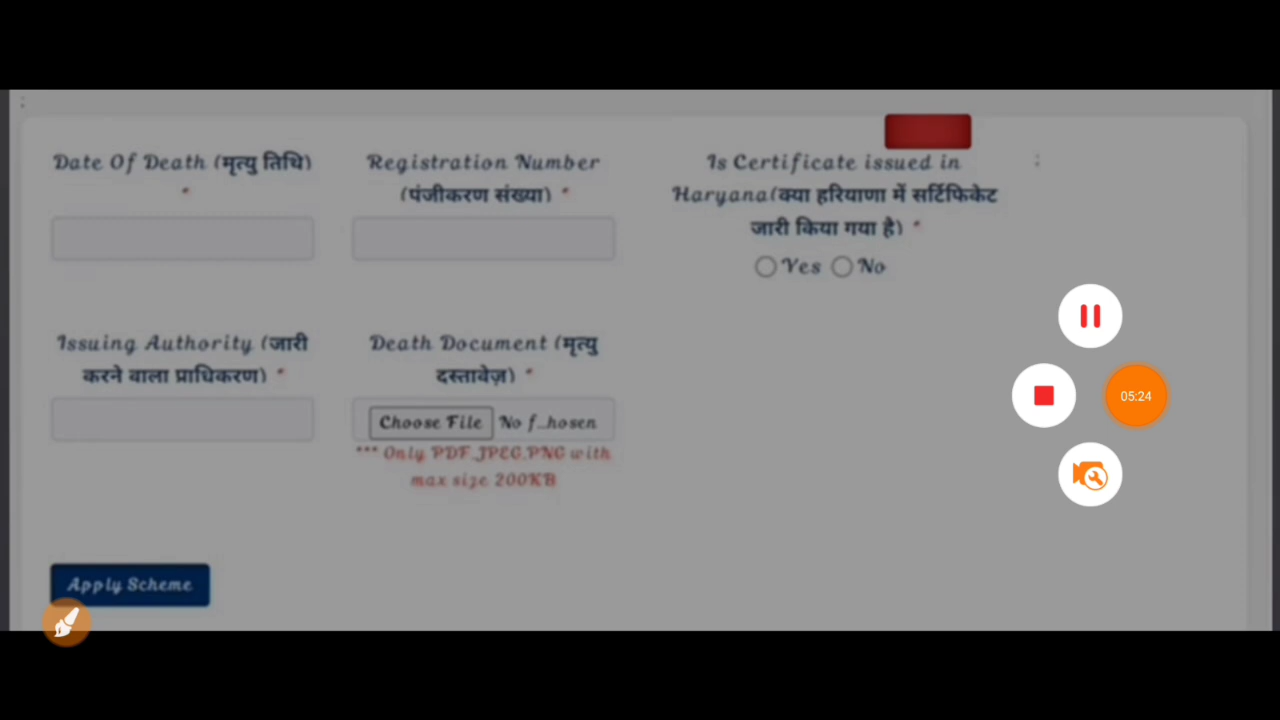 Date Of Death (मृत्यु तिथि)
*
Registration Number
(पंजीकरण संख्या) *
Is Certificate issued in
Haryana(क्या हरियाणा में सर्टिफिकेट
जारी किया गया है) *
Yes No
Issuing Authority (जारी
करने वाला प्राधिकरण) *
Death Document (मृत्यु
दस्तावेज़) *
Choose File No f...hosen
*** Only PDF,JPEG,PNG with
max size 200KB
Apply Scheme
05:24